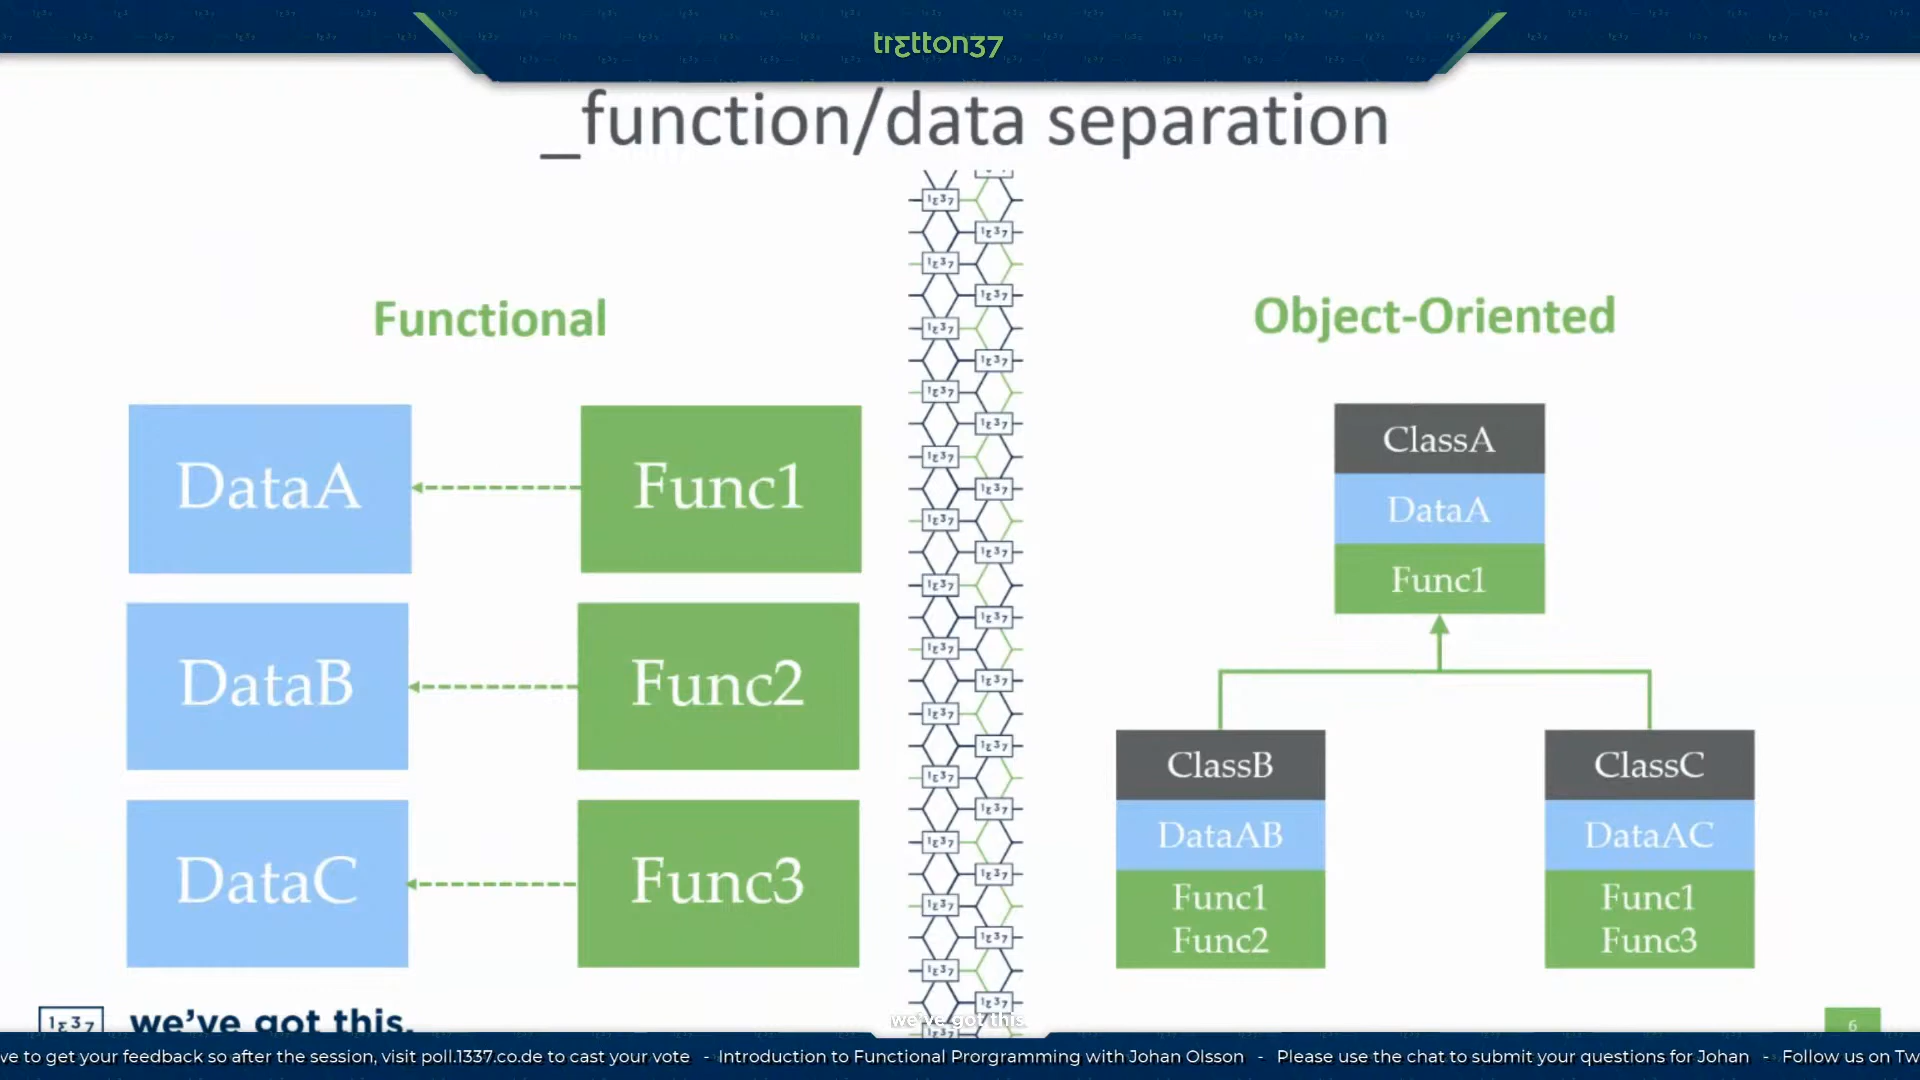 trɛtton37
_function/data separation
Functional
Object-Oriented
DataA
Func1
DataB
Func2
DataC
Func3
ClassA
DataA
Func1
ClassB
DataAB
Func1
Func2
ClassC
DataAC
Func1
Func3
1ɛ37 we've got this.
we've got this.
6
ve to get your feedback so after the session, visit poll.1337.co.de to cast your vote - Introduction to Functional Prorgramming with Johan Olsson - Please use the chat to submit your questions for Johan - Follow us on Tw